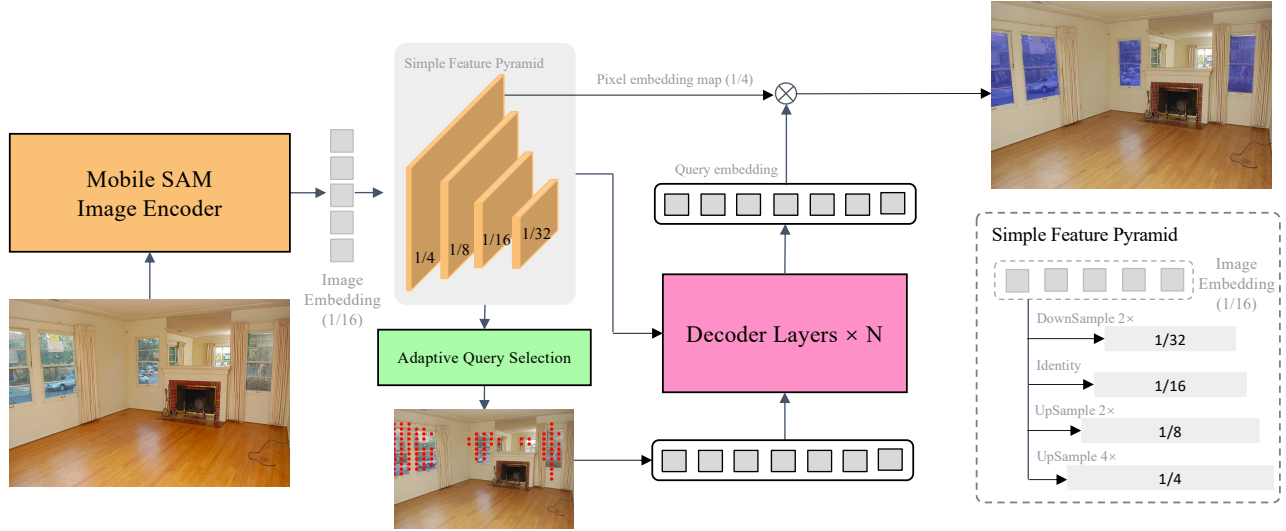 Simple Feature Pyramid
Pixel embedding map (1/4)
Mobile SAM
Image Encoder
1/4
1/8
1/16
1/32
Image
Embedding
(1/16)
Query embedding
Adaptive Query Selection
Decoder Layers × N
Simple Feature Pyramid
Image
Embedding
(1/16)
DownSample 2×
1/32
Identity
1/16
UpSample 2×
1/8
UpSample 4×
1/4